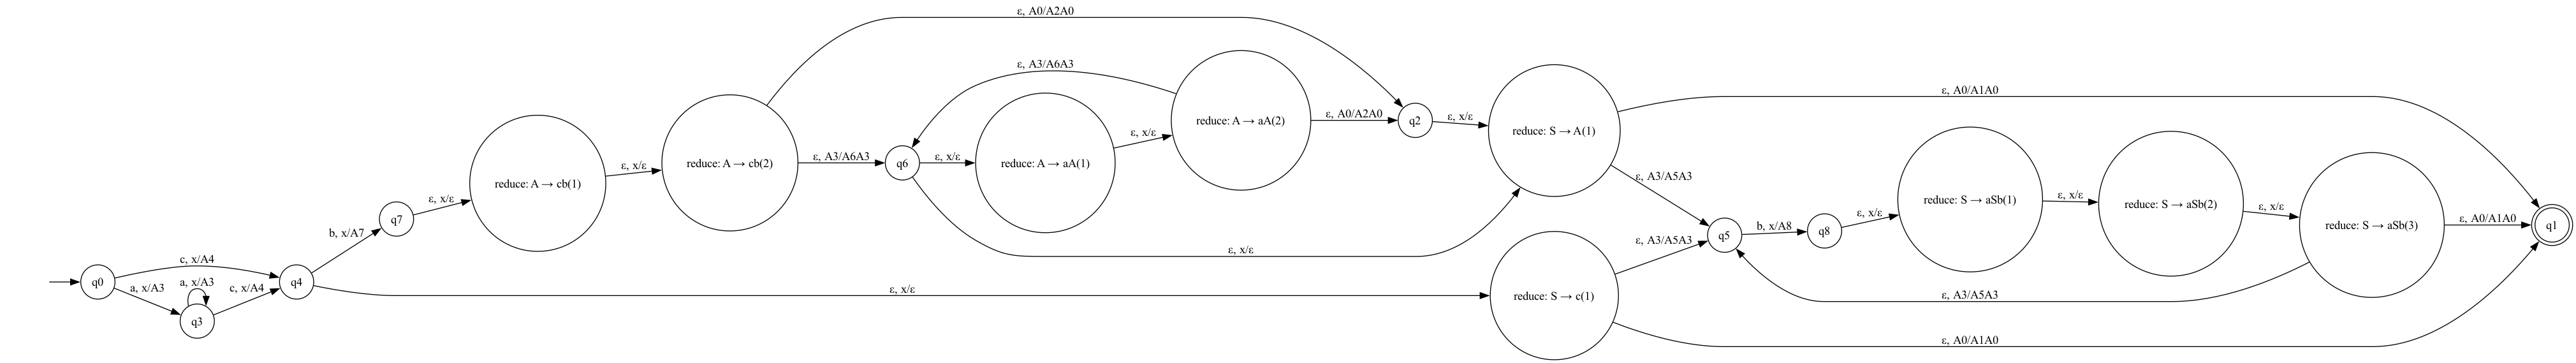 ε, A0/A2A0
ε, A3/A6A3
ε, A0/A1A0
reduce: A → aA(2)
ε, A0/A2A0
q2
ε, x/ε
reduce: S → A(1)
ε, x/ε
reduce: A → cb(2)
ε, A3/A6A3
q6
ε, x/ε
reduce: A → aA(1)
ε, x/ε
reduce: A → cb(1)
ε, A3/A5A3
ε, x/ε
q7
b, x/A7
ε, x/ε
q5
b, x/A8
q8
ε, x/ε
reduce: S → aSb(1)
ε, x/ε
reduce: S → aSb(2)
ε, x/ε
reduce: S → aSb(3)
ε, A0/A1A0
q1
ε, A3/A5A3
c, x/A4
q0
a, x/A3
a, x/A3
c, x/A4
q4
q3
ε, x/ε
reduce: S → c(1)
ε, A3/A5A3
ε, A0/A1A0